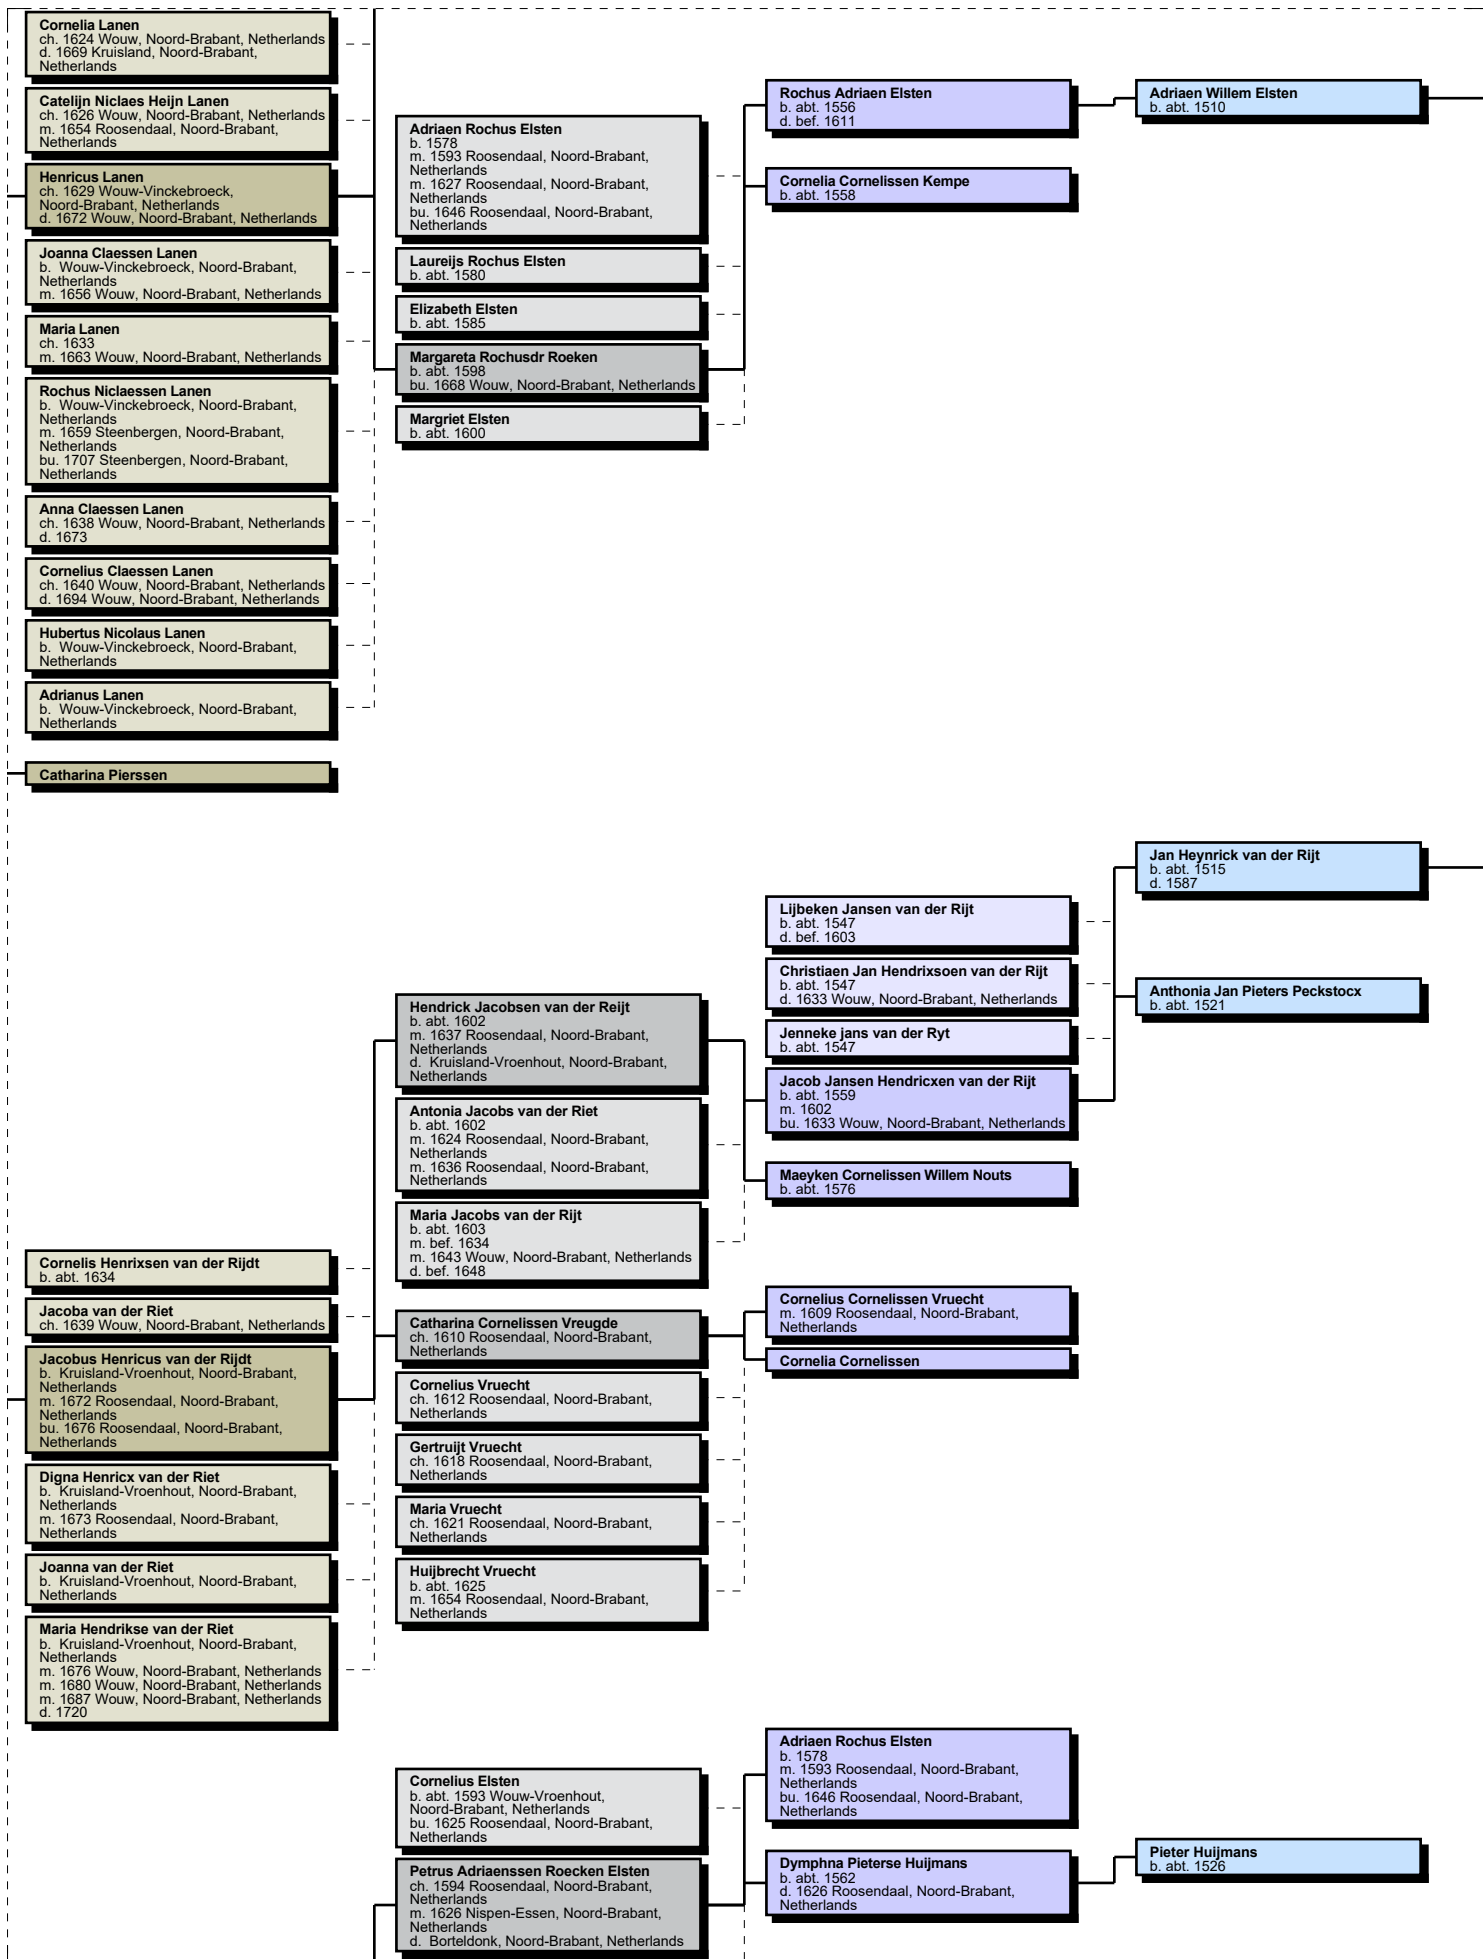 Cornelia Lanen
ch. 1624 Wouw, Noord-Brabant, Netherlands
d. 1669 Kruisland, Noord-Brabant,
Netherlands
Catelijn Niclaes Heijn Lanen
ch. 1626 Wouw, Noord-Brabant, Netherlands
m. 1654 Roosendaal, Noord-Brabant,
Netherlands
Henricus Lanen
ch. 1629 Wouw-Vinckebroeck,
Noord-Brabant, Netherlands
d. 1672 Wouw, Noord-Brabant, Netherlands
Joanna Claessen Lanen
b.  Wouw-Vinckebroeck, Noord-Brabant,
Netherlands
m. 1656 Wouw, Noord-Brabant, Netherlands
Maria Lanen
ch. 1633
m. 1663 Wouw, Noord-Brabant, Netherlands
Rochus Niclaessen Lanen
b.  Wouw-Vinckebroeck, Noord-Brabant,
Netherlands
m. 1659 Steenbergen, Noord-Brabant,
Netherlands
bu. 1707 Steenbergen, Noord-Brabant,
Netherlands
Anna Claessen Lanen
ch. 1638 Wouw, Noord-Brabant, Netherlands
d. 1673
Cornelius Claessen Lanen
ch. 1640 Wouw, Noord-Brabant, Netherlands
d. 1694 Wouw, Noord-Brabant, Netherlands
Hubertus Nicolaus Lanen
b.  Wouw-Vinckebroeck, Noord-Brabant,
Netherlands
Adrianus Lanen
b.  Wouw-Vinckebroeck, Noord-Brabant,
Netherlands
Catharina Pierssen
Cornelis Henrixsen van der Rijdt
b. abt. 1634
Jacoba van der Riet
ch. 1639 Wouw, Noord-Brabant, Netherlands
Jacobus Henricus van der Rijdt
b.  Kruisland-Vroenhout, Noord-Brabant,
Netherlands
m. 1672 Roosendaal, Noord-Brabant,
Netherlands
bu. 1676 Roosendaal, Noord-Brabant,
Netherlands
Digna Henricx van der Riet
b.  Kruisland-Vroenhout, Noord-Brabant,
Netherlands
m. 1673 Roosendaal, Noord-Brabant,
Netherlands
Joanna van der Riet
b.  Kruisland-Vroenhout, Noord-Brabant,
Netherlands
Maria Hendrikse van der Riet
b.  Kruisland-Vroenhout, Noord-Brabant,
Netherlands
m. 1676 Wouw, Noord-Brabant, Netherlands
m. 1680 Wouw, Noord-Brabant, Netherlands
m. 1687 Wouw, Noord-Brabant, Netherlands
d. 1720
Adriaen Rochus Elsten
b. 1578
m. 1593 Roosendaal, Noord-Brabant,
Netherlands
m. 1627 Roosendaal, Noord-Brabant,
Netherlands
bu. 1646 Roosendaal, Noord-Brabant,
Netherlands
Laureijs Rochus Elsten
b. abt. 1580
Elizabeth Elsten
b. abt. 1585
Margareta Rochusdr Roeken
b. abt. 1598
bu. 1668 Wouw, Noord-Brabant, Netherlands
Margriet Elsten
b. abt. 1600
Hendrick Jacobsen van der Reijt
b. abt. 1602
m. 1637 Roosendaal, Noord-Brabant,
Netherlands
d.  Kruisland-Vroenhout, Noord-Brabant,
Netherlands
Antonia Jacobs van der Riet
b. abt. 1602
m. 1624 Roosendaal, Noord-Brabant,
Netherlands
m. 1636 Roosendaal, Noord-Brabant,
Netherlands
Maria Jacobs van der Rijt
b. abt. 1603
m. bef. 1634
m. 1643 Wouw, Noord-Brabant, Netherlands
d. bef. 1648
Catharina Cornelissen Vreugde
ch. 1610 Roosendaal, Noord-Brabant,
Netherlands
Cornelius Vruecht
ch. 1612 Roosendaal, Noord-Brabant,
Netherlands
Gertruijt Vruecht
ch. 1618 Roosendaal, Noord-Brabant,
Netherlands
Maria Vruecht
ch. 1621 Roosendaal, Noord-Brabant,
Netherlands
Huijbrecht Vruecht
b. abt. 1625
m. 1654 Roosendaal, Noord-Brabant,
Netherlands
Cornelius Elsten
b. abt. 1593 Wouw-Vroenhout,
Noord-Brabant, Netherlands
bu. 1625 Roosendaal, Noord-Brabant,
Netherlands
Petrus Adriaenssen Roecken Elsten
ch. 1594 Roosendaal, Noord-Brabant,
Netherlands
m. 1626 Nispen-Essen, Noord-Brabant,
Netherlands
d.  Borteldonk, Noord-Brabant, Netherlands
Rochus Adriaen Elsten
b. abt. 1556
d. bef. 1611
Cornelia Cornelissen Kempe
b. abt. 1558
Lijbeken Jansen van der Rijt
b. abt. 1547
d. bef. 1603
Christiaen Jan Hendrixsoen van der Rijt
b. abt. 1547
d. 1633 Wouw, Noord-Brabant, Netherlands
Jenneke jans van der Ryt
b. abt. 1547
Jacob Jansen Hendricxen van der Rijt
b. abt. 1559
m. 1602
bu. 1633 Wouw, Noord-Brabant, Netherlands
Maeyken Cornelissen Willem Nouts
b. abt. 1576
Cornelius Cornelissen Vruecht
m. 1609 Roosendaal, Noord-Brabant,
Netherlands
Cornelia Cornelissen
Adriaen Rochus Elsten
b. 1578
m. 1593 Roosendaal, Noord-Brabant,
Netherlands
bu. 1646 Roosendaal, Noord-Brabant,
Netherlands
Dymphna Pieterse Huijmans
b. abt. 1562
d. 1626 Roosendaal, Noord-Brabant,
Netherlands
Adriaen Willem Elsten
b. abt. 1510
Jan Heynrick van der Rijt
b. abt. 1515
d. 1587
Anthonia Jan Pieters Peckstocx
b. abt. 1521
Pieter Huijmans
b. abt. 1526